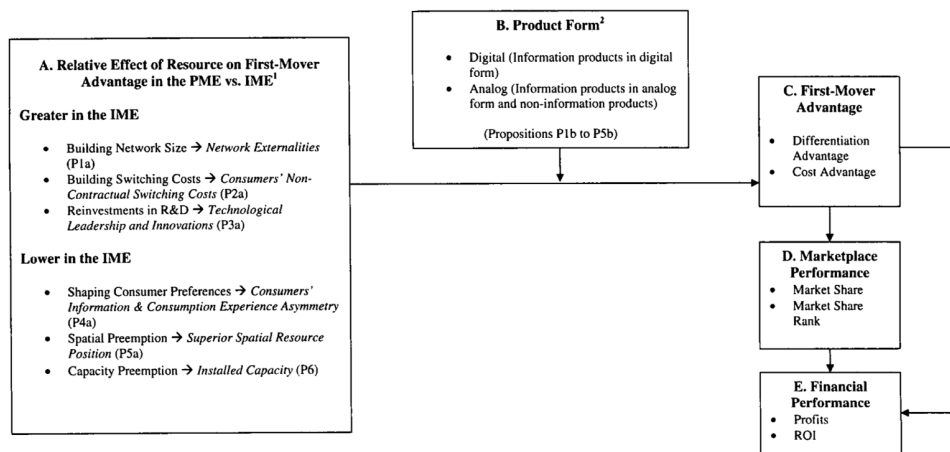 A. Relative Effect of Resource on First-Mover
Advantage in the PME vs. IME¹
Greater in the IME
• Building Network Size → Network Externalities
(P1a)
• Building Switching Costs → Consumers' Non-
Contractual Switching Costs (P2a)
• Reinvestments in R&D → Technological
Leadership and Innovations (P3a)
Lower in the IME
• Shaping Consumer Preferences → Consumers'
Information & Consumption Experience Asymmetry
(P4a)
• Spatial Preemption → Superior Spatial Resource
Position (P5a)
• Capacity Preemption → Installed Capacity (P6)
B. Product Form²
• Digital (Information products in digital
form)
• Analog (Information products in analog
form and non-information products)
(Propositions P1b to P5b)
C. First-Mover
Advantage
• Differentiation
Advantage
• Cost Advantage
D. Marketplace
Performance
• Market Share
• Market Share
Rank
E. Financial
Performance
• Profits
• ROI